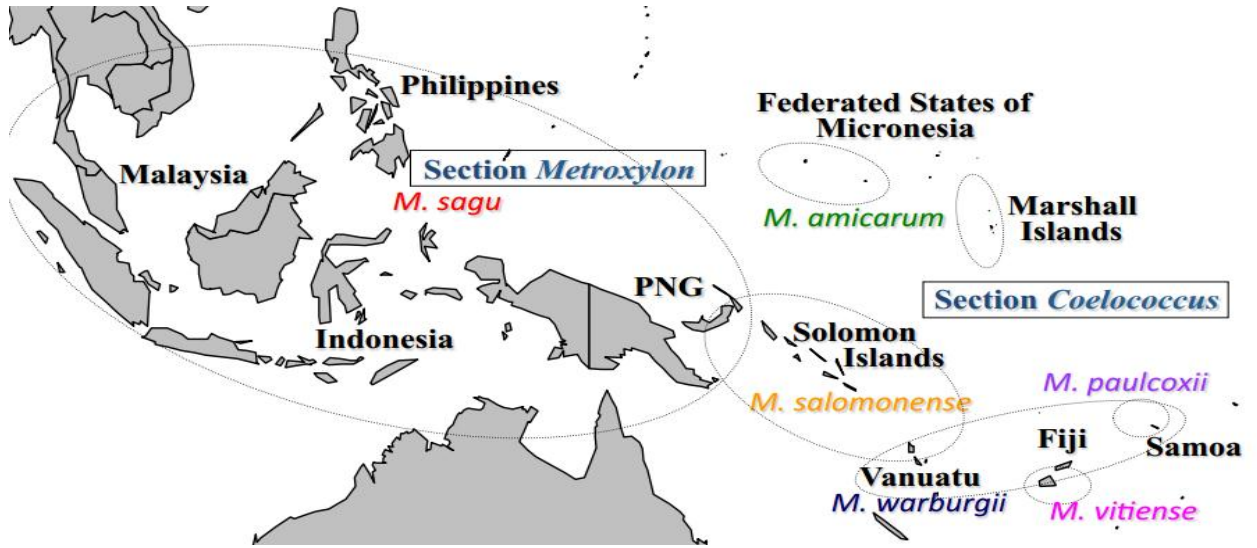 Philippines
Federated States of
Micronesia
Malaysia
Section Metroxylon
M. sagu
M. amicarum
Marshall
Islands
PNG
Section Coelococcus
Indonesia
Solomon
Islands
M. paulcoxii
M. salomonense
Fiji
Samoa
Vanuatu
M. warburgii
M. vitiense